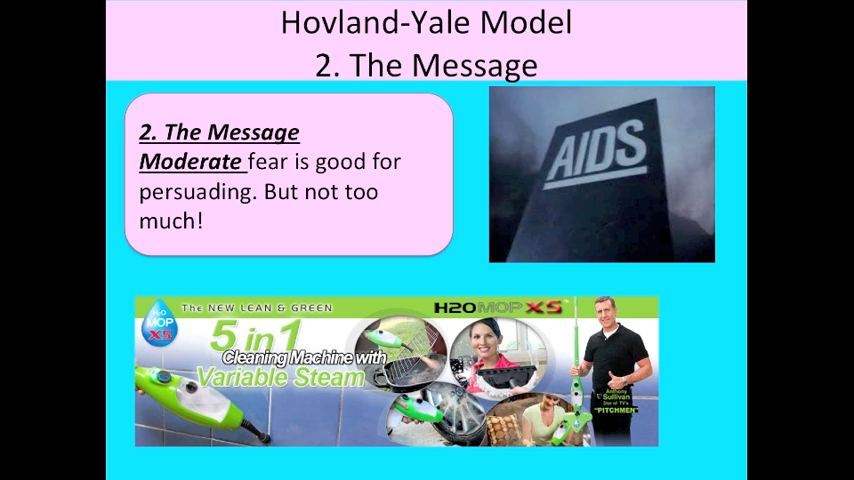 Hovland-Yale Model
2. The Message
2. The Message
Moderate fear is good for
persuading. But not too
much!
AIDS
The NEW LEAN & GREEN
H2O MOP X5
H2O
MOP
X5
5 in 1
Cleaning Machine with
Variable Steam
Anthony
Sullivan
Star of TV's
"PITCHMEN"